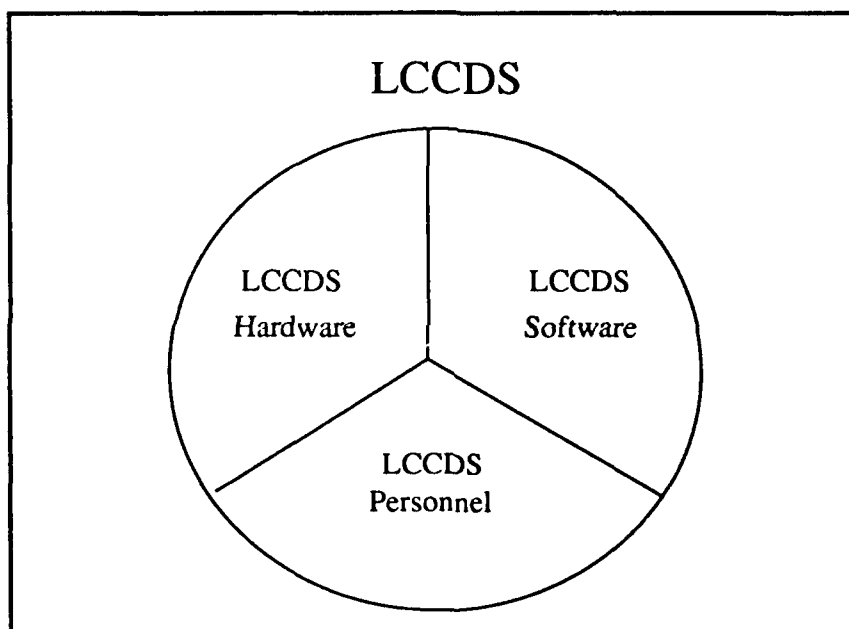 LCCDS
LCCDS
Hardware
LCCDS
Software
LCCDS
Personnel